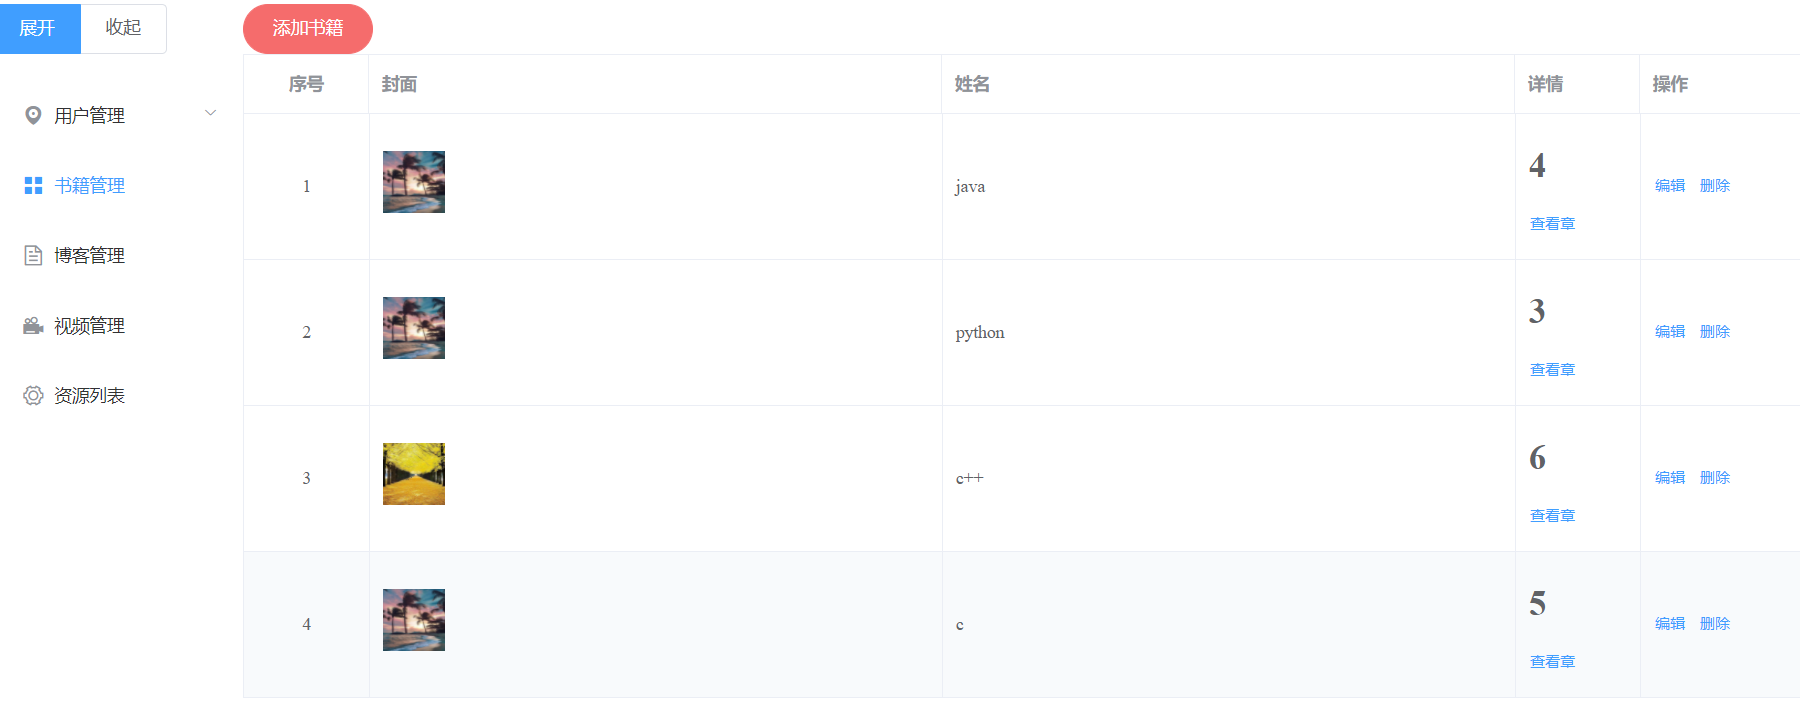 展开 收起 添加书籍
序号 封面 姓名 详情 操作
用户管理
书籍管理
博客管理
视频管理
资源列表
1 java 4 编辑 删除
查看章
2 python 3 编辑 删除
查看章
3 c++ 6 编辑 删除
查看章
4 c 5 编辑 删除
查看章